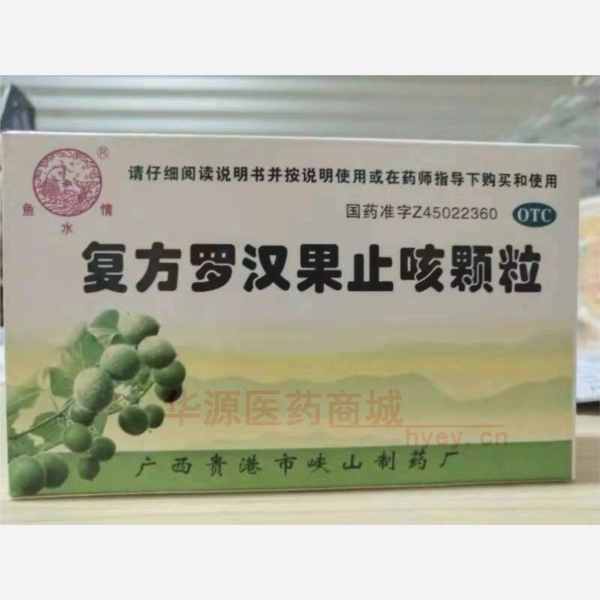 请仔细阅读说明书并按说明使用或在药师指导下购买和使用
®
鱼水情
国药准字Z45022360 OTC
复方罗汉果止咳颗粒
华源医药商城
hyey.cn
广西贵港市峡山制药厂